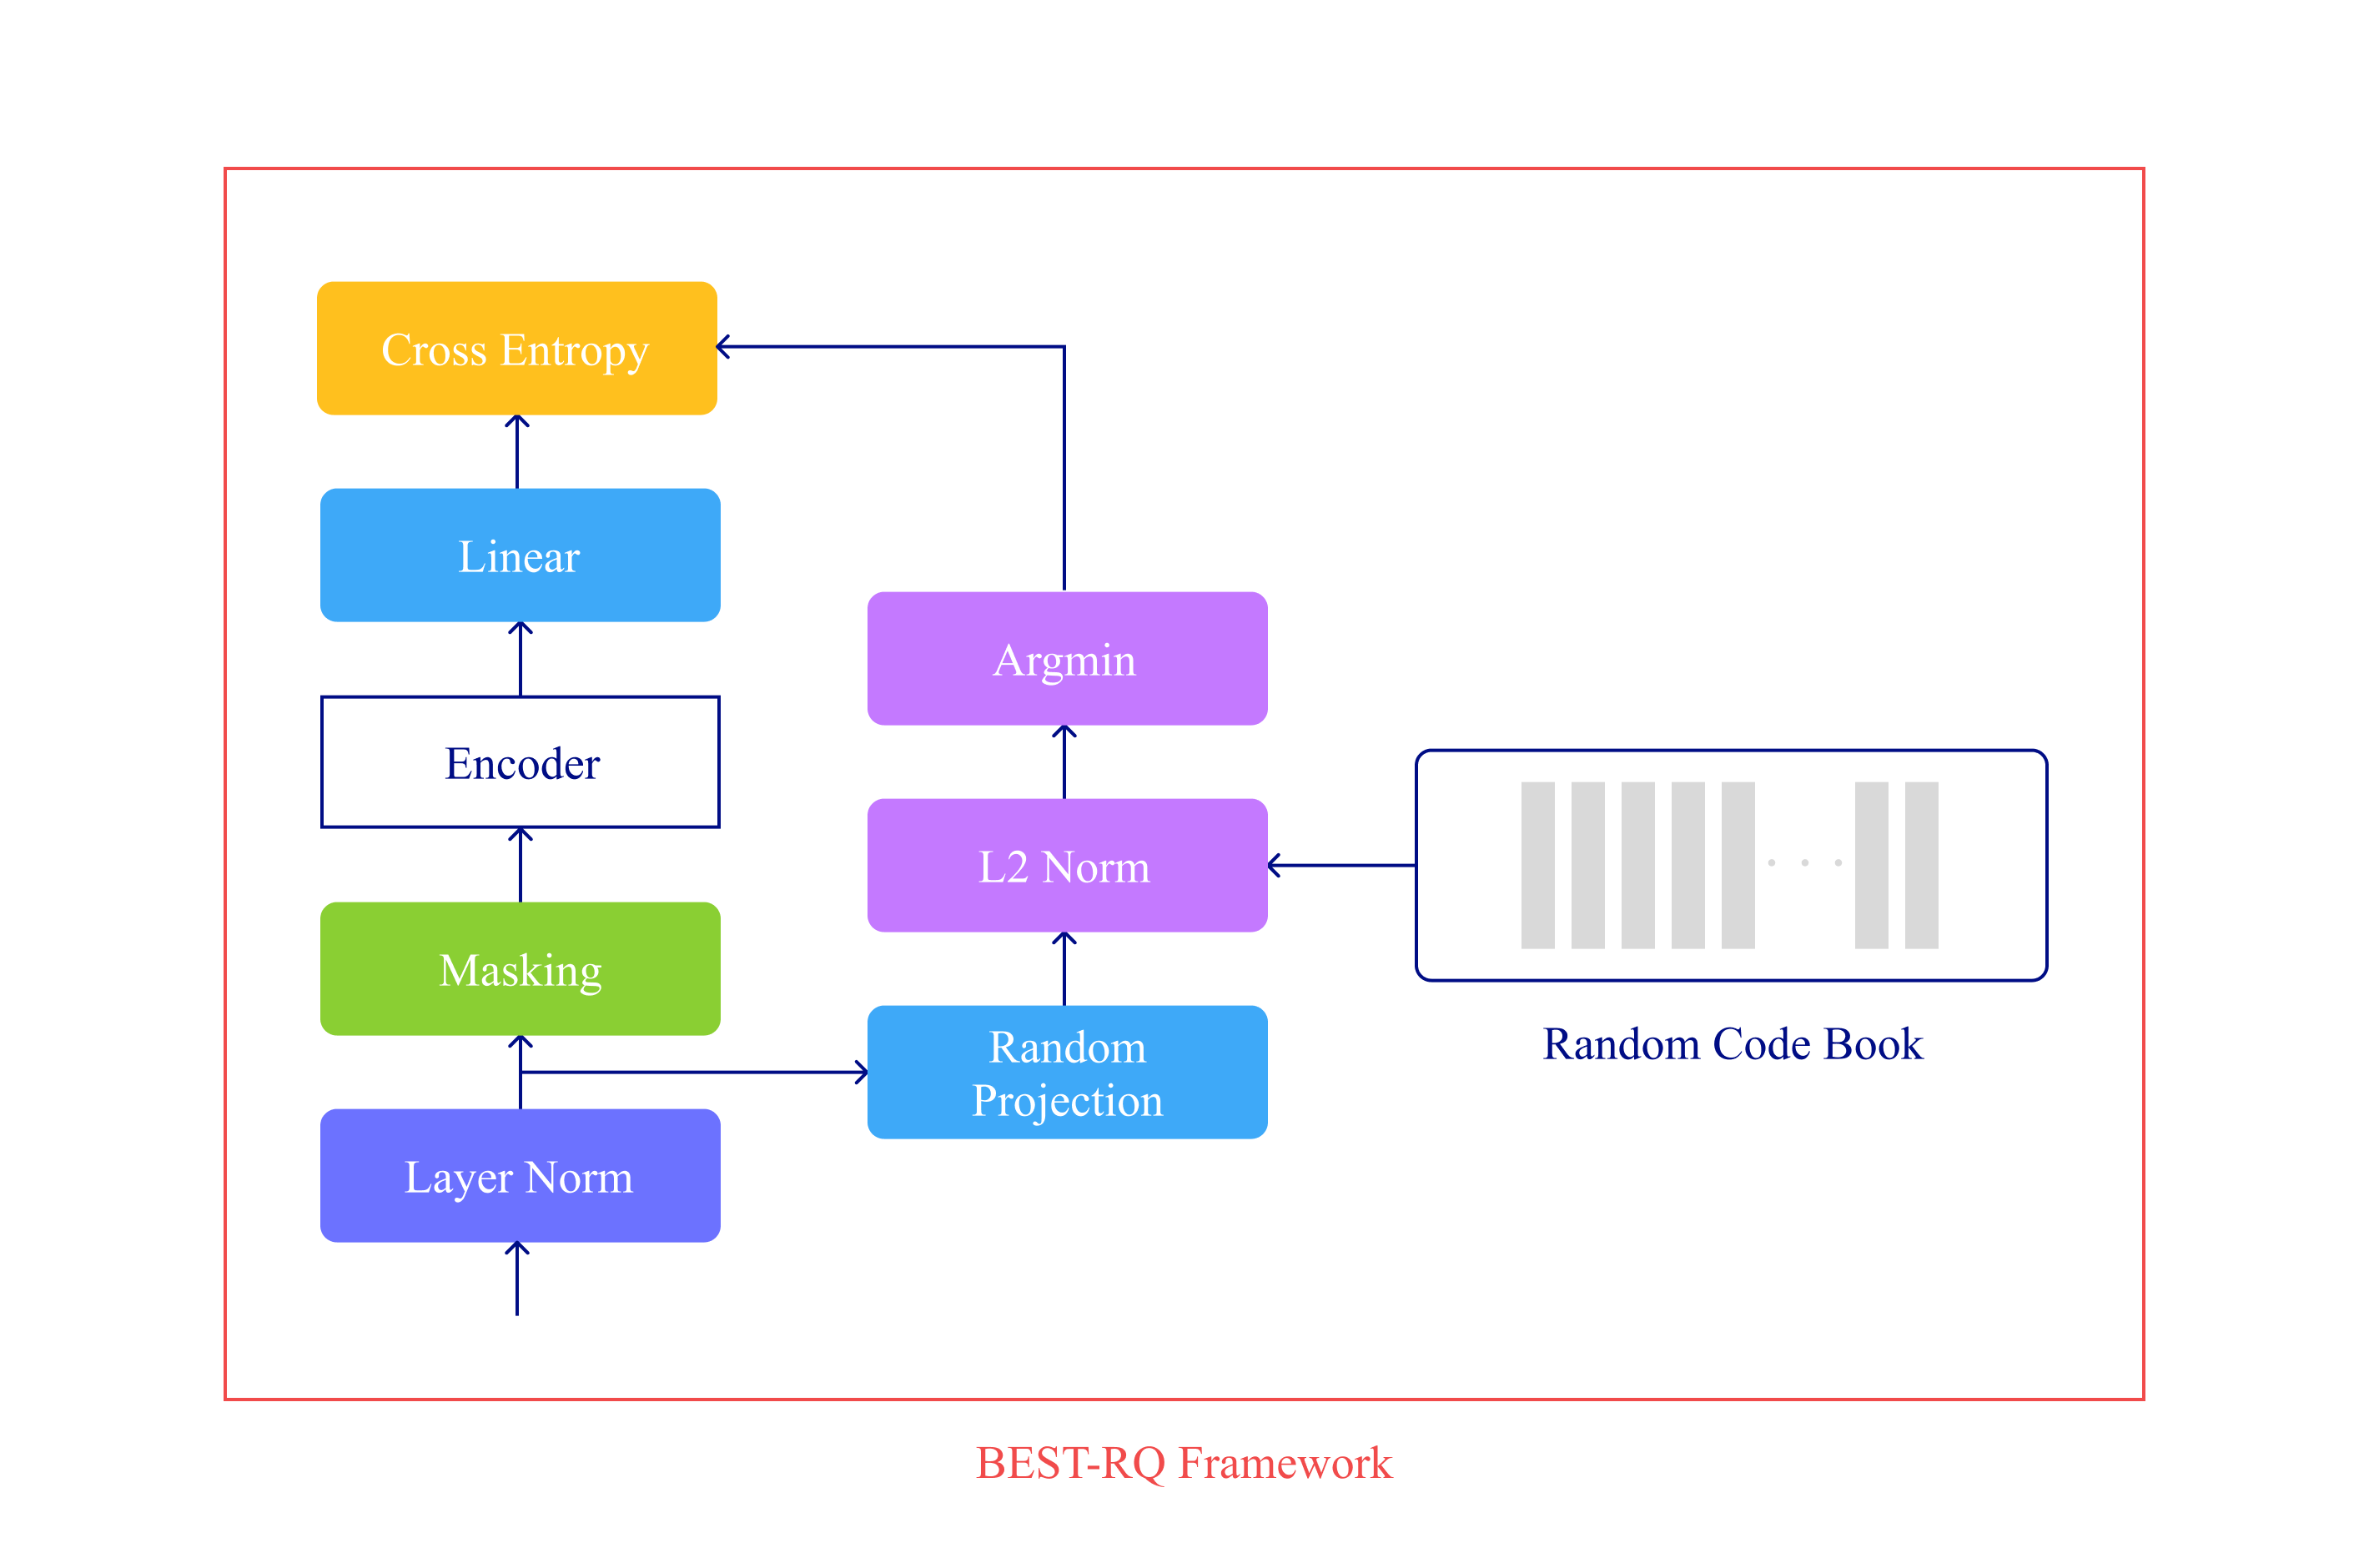 Cross Entropy
Linear
Argmin
Encoder
L2 Norm
Masking
Random
Projection
Random Code Book
Layer Norm
BEST-RQ Framework